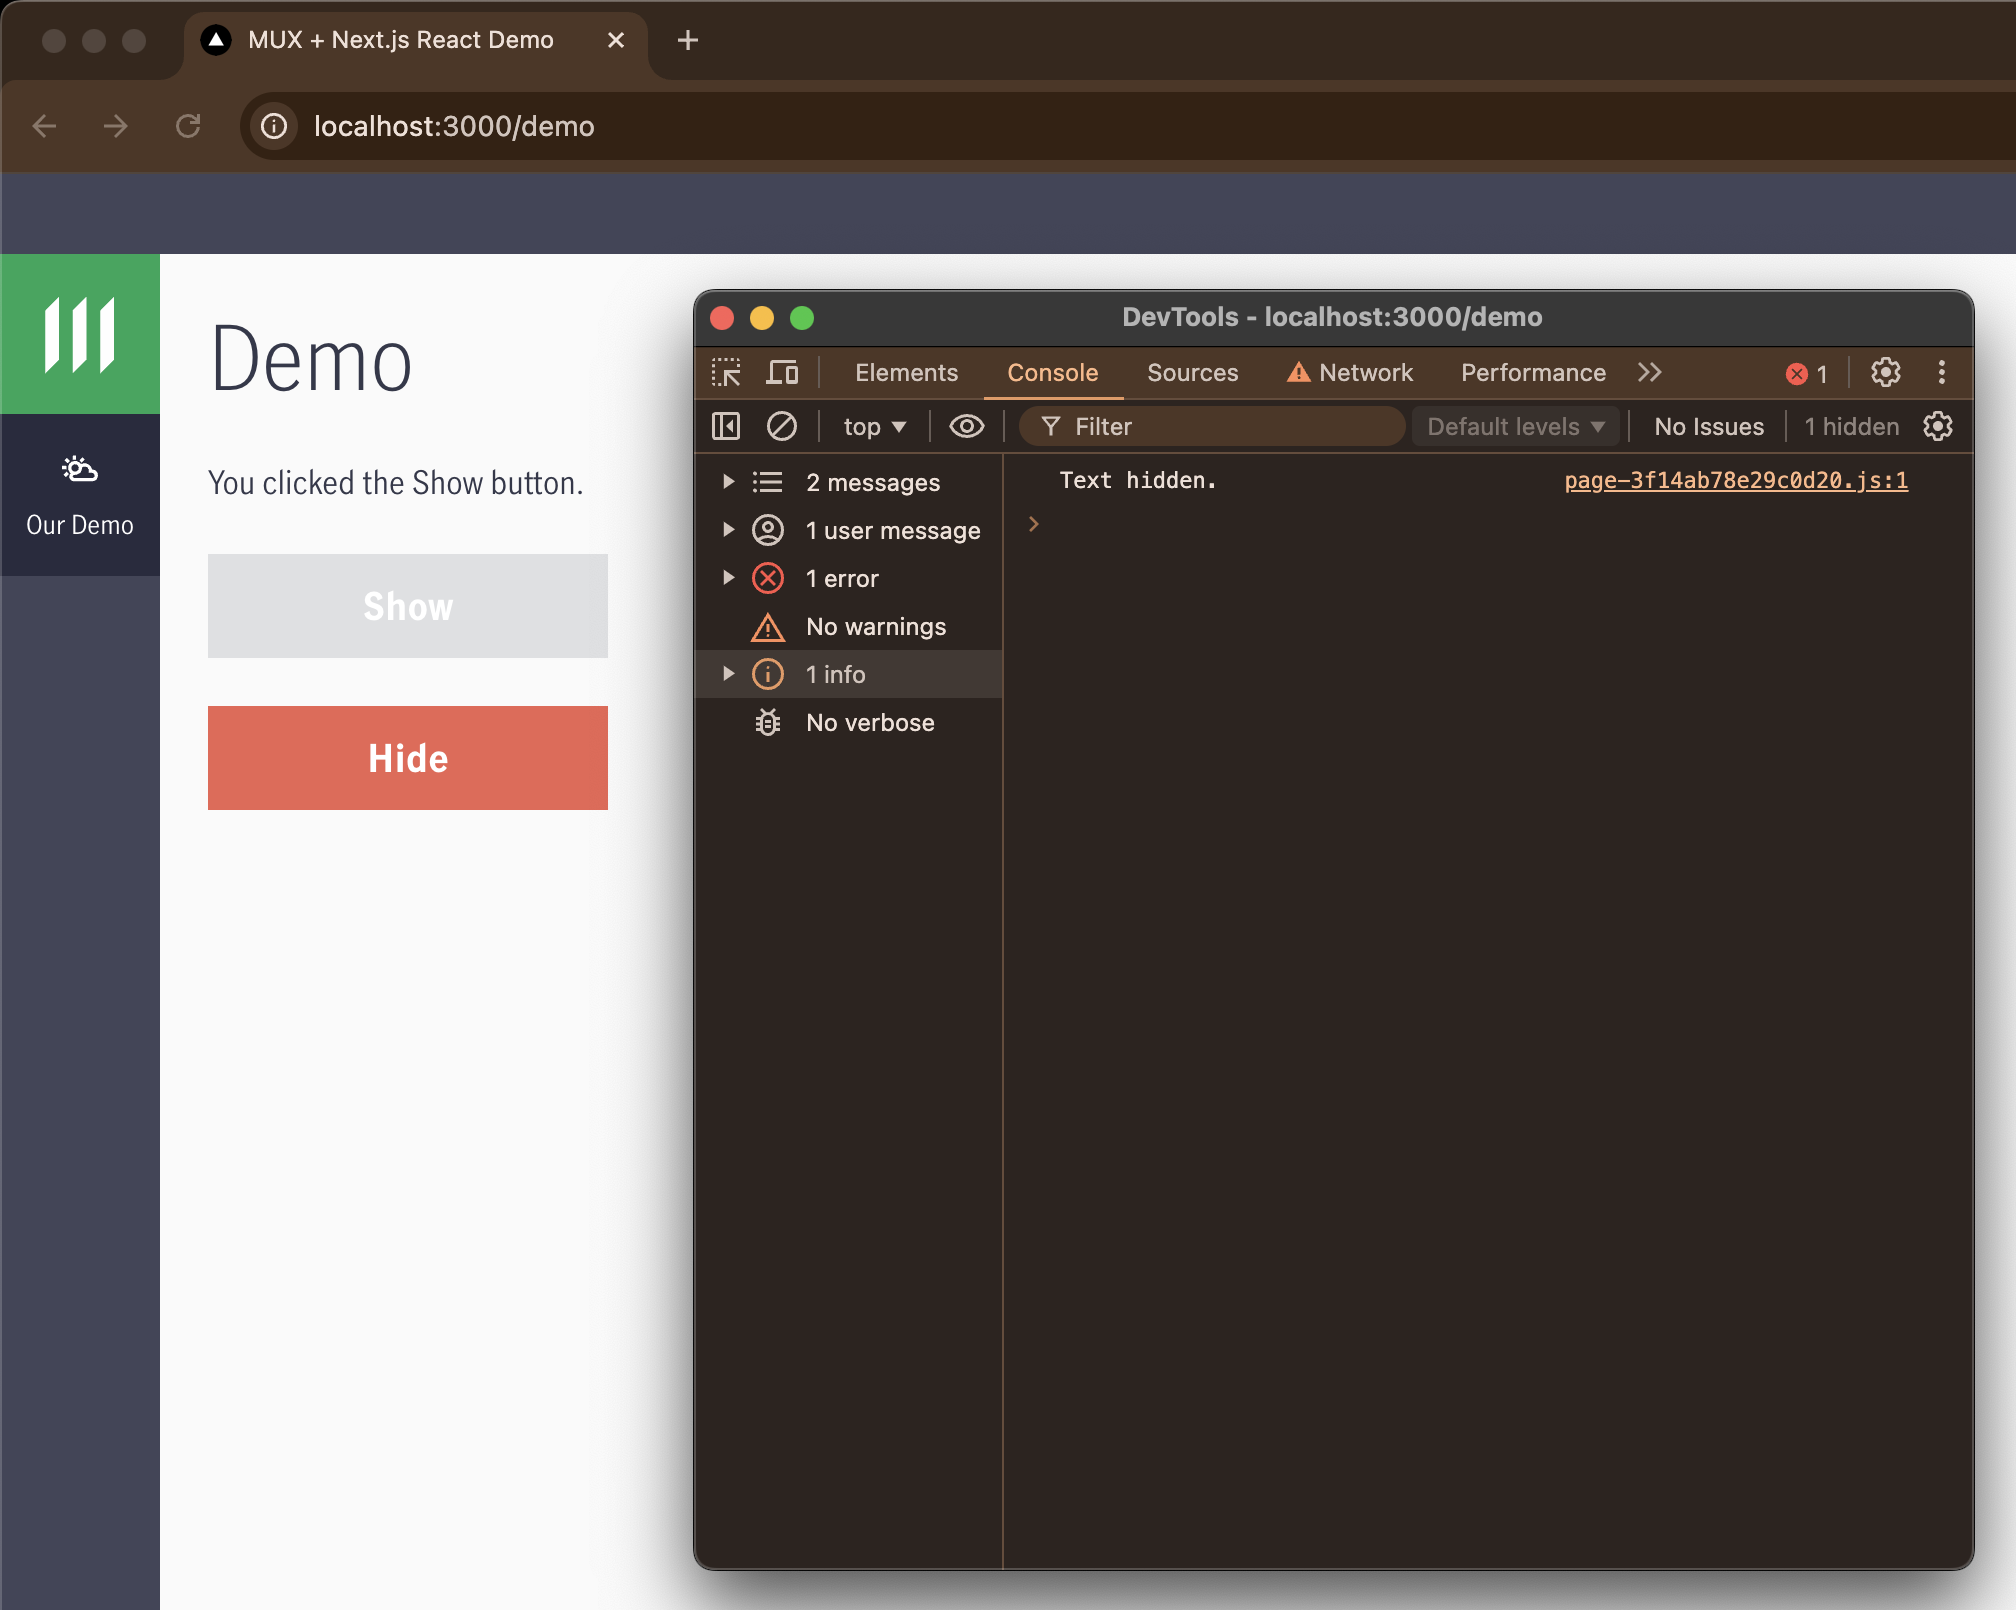 MUX + Next.js React Demo
localhost:3000/demo
Our Demo
Demo
You clicked the Show button.
Show
Hide
DevTools - localhost:3000/demo
Elements Console Sources Network Performance 1
top Filter Default levels No Issues 1 hidden
2 messages
1 user message
1 error
No warnings
1 info
No verbose
Text hidden. page-3f14ab78e29c0d20.js:1